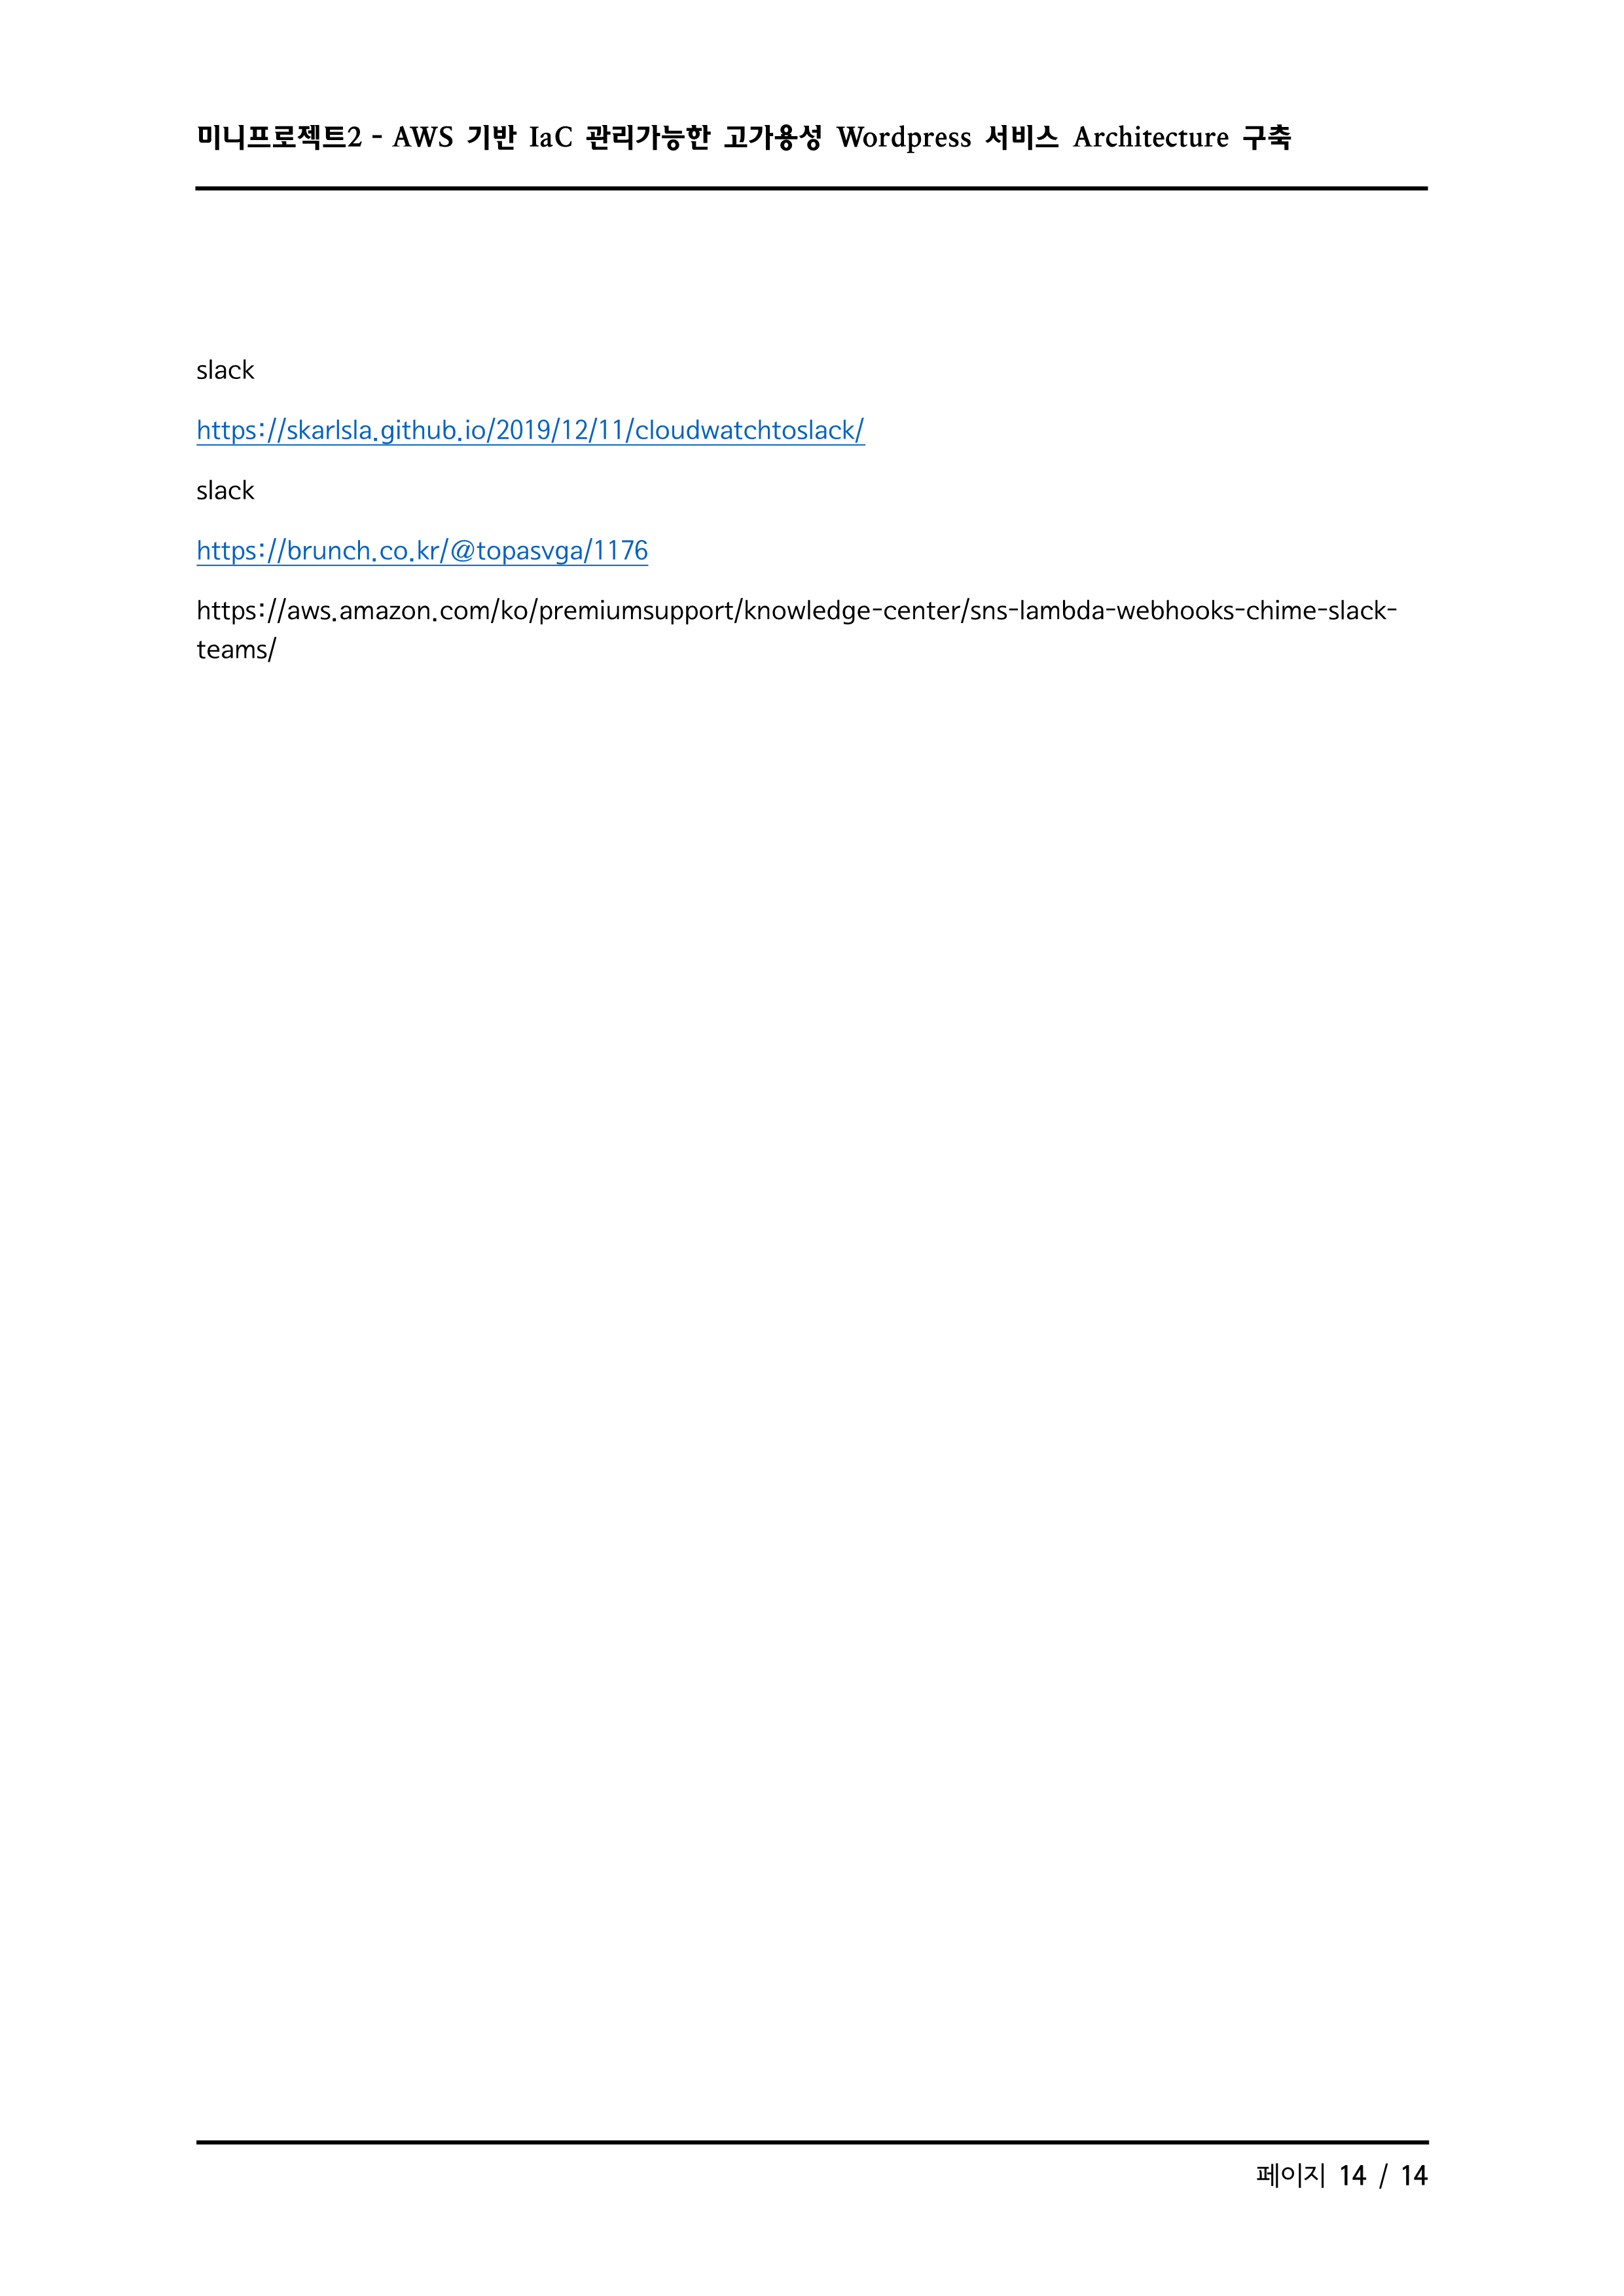 미니프로젝트2 - AWS 기반 IaC 관리가능한 고가용성 Wordpress 서비스 Architecture 구축
slack
https://skarlsla.github.io/2019/12/11/cloudwatchtoslack/
slack
https://brunch.co.kr/@topasvga/1176
https://aws.amazon.com/ko/premiumsupport/knowledge-center/sns-lambda-webhooks-chime-slack-
teams/
페이지 14 / 14